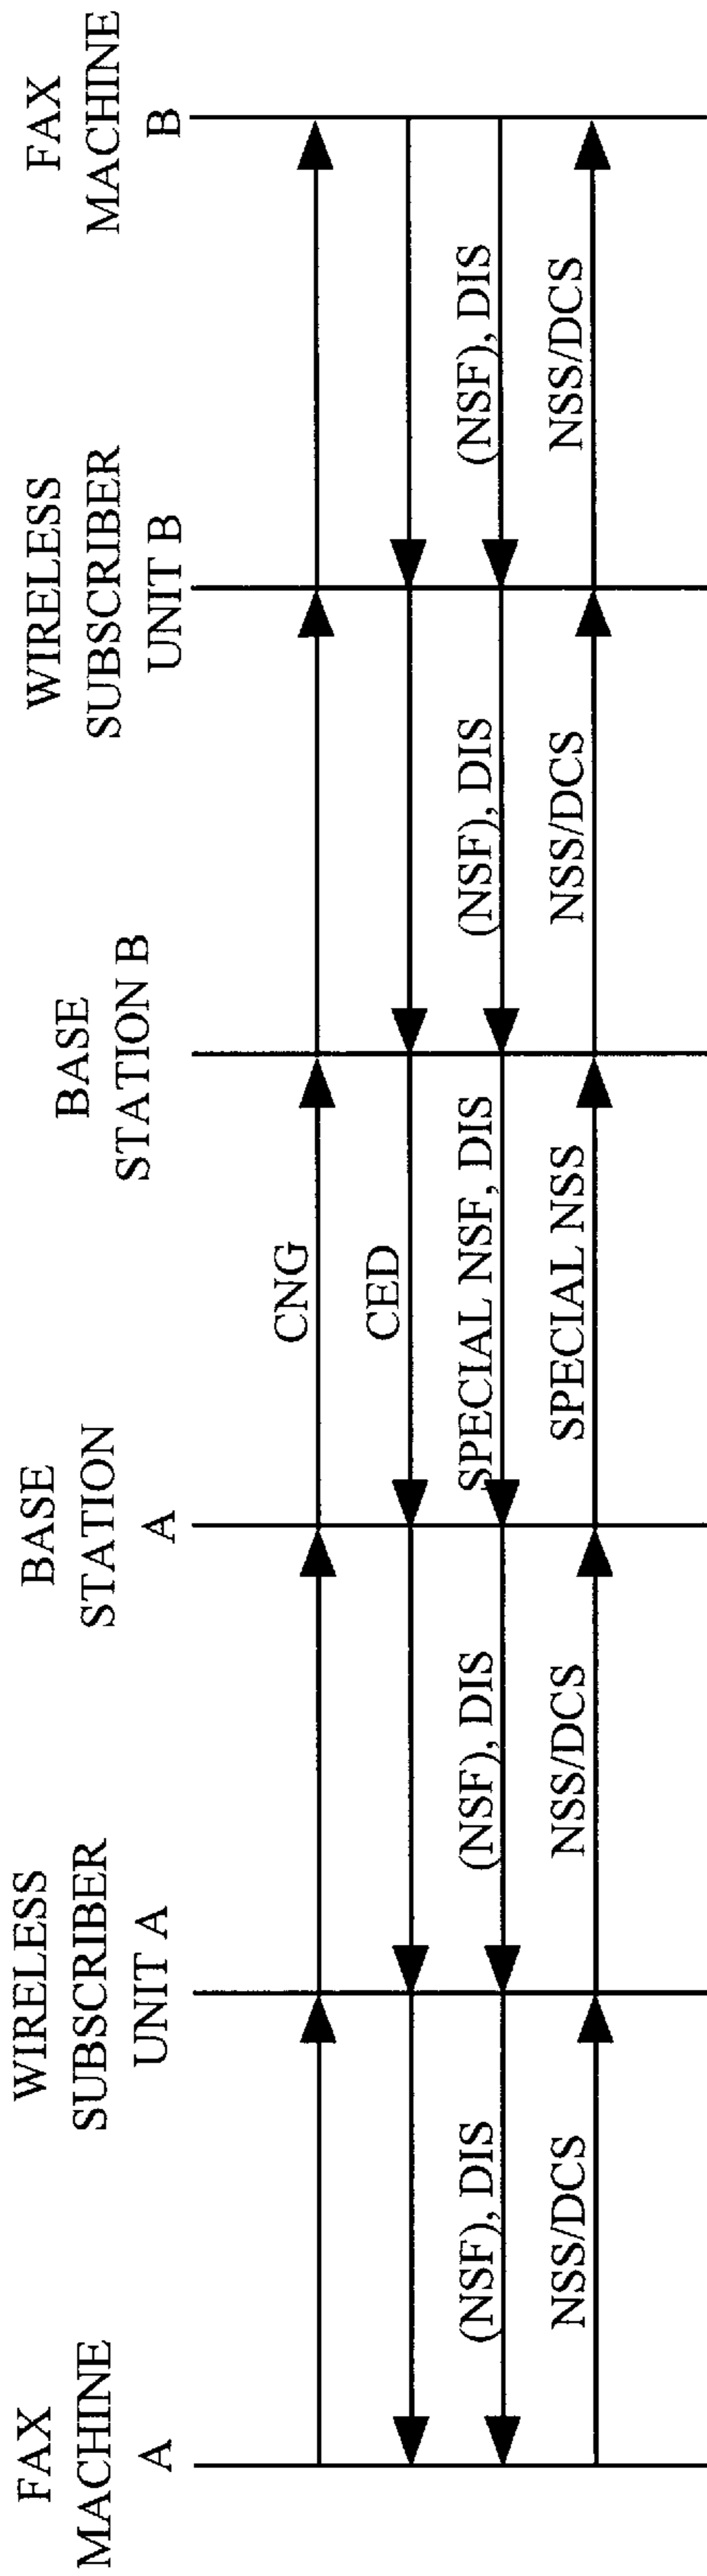 FAX
MACHINE
A
WIRELESS
SUBSCRIBER
UNIT A
BASE
STATION
A
BASE
STATION B
WIRELESS
SUBSCRIBER
UNIT B
FAX
MACHINE
B
CNG
CED
(NSF), DIS
(NSF), DIS
SPECIAL NSF, DIS
(NSF), DIS
(NSF), DIS
NSS/DCS
NSS/DCS
SPECIAL NSS
NSS/DCS
NSS/DCS